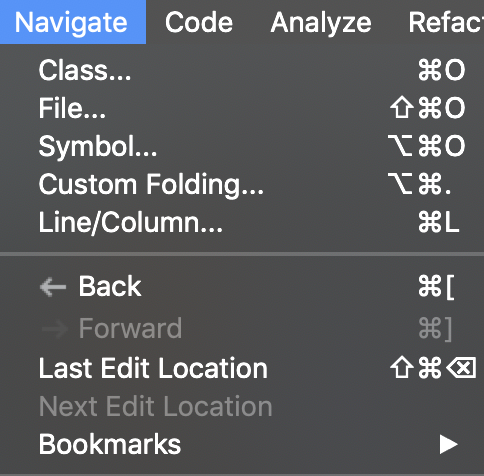 Navigate Code Analyze Refac
Class... ⌘O
File... ⇧⌘O
Symbol... ⌥⌘O
Custom Folding... ⌥⌘.
Line/Column... ⌘L
← Back ⌘[
→ Forward ⌘]
Last Edit Location ⇧⌘⌫
Next Edit Location
Bookmarks ▶